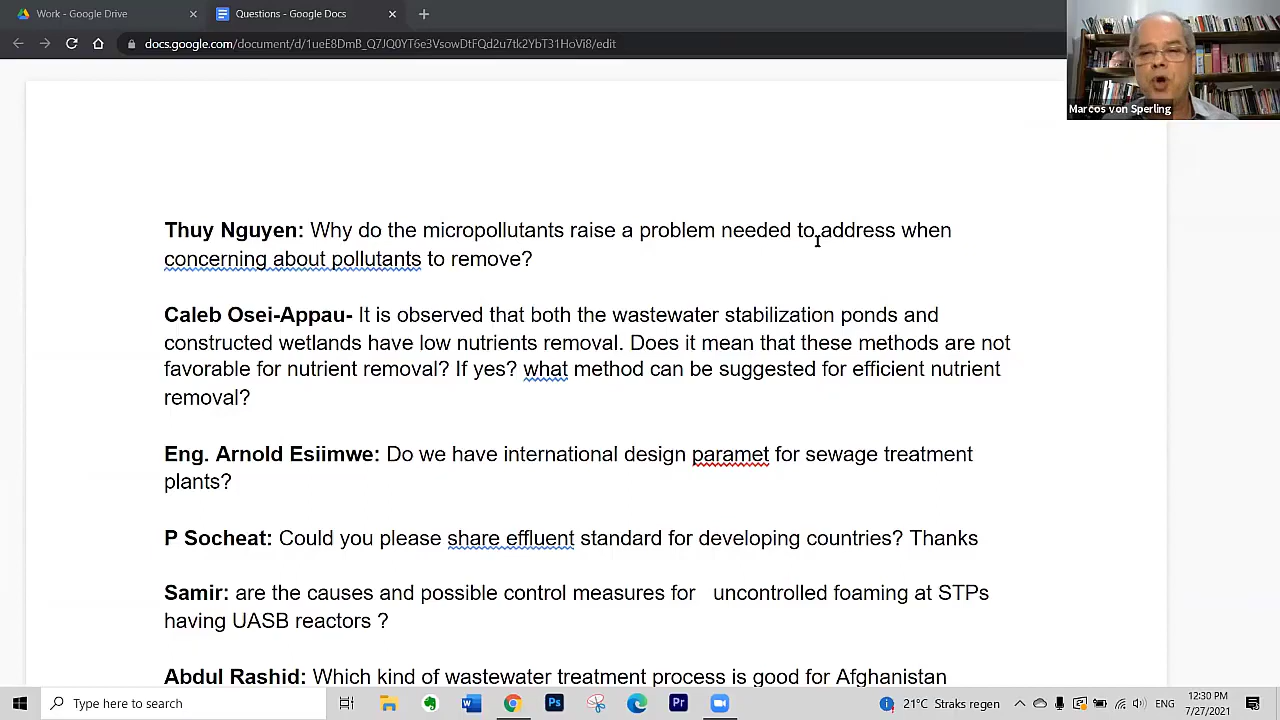 Work - Google Drive
Questions - Google Docs
docs.google.com/document/d/1ueE8DmB_Q7JQ0YT6e3VsowDtFQd2u7tk2YbT31HoVi8/edit
Marcos von Sperling
Thuy Nguyen: Why do the micropollutants raise a problem needed to address when
concerning about pollutants to remove?
Caleb Osei-Appau- It is observed that both the wastewater stabilization ponds and
constructed wetlands have low nutrients removal. Does it mean that these methods are not
favorable for nutrient removal? If yes? what method can be suggested for efficient nutrient
removal?
Eng. Arnold Esiimwe: Do we have international design paramet for sewage treatment
plants?
P Socheat: Could you please share effluent standard for developing countries? Thanks
Samir: are the causes and possible control measures for   uncontrolled foaming at STPs
having UASB reactors ?
Abdul Rashid: Which kind of wastewater treatment process is good for Afghanistan
Type here to search
21°C Straks regen
ENG
12:30 PM
7/27/2021